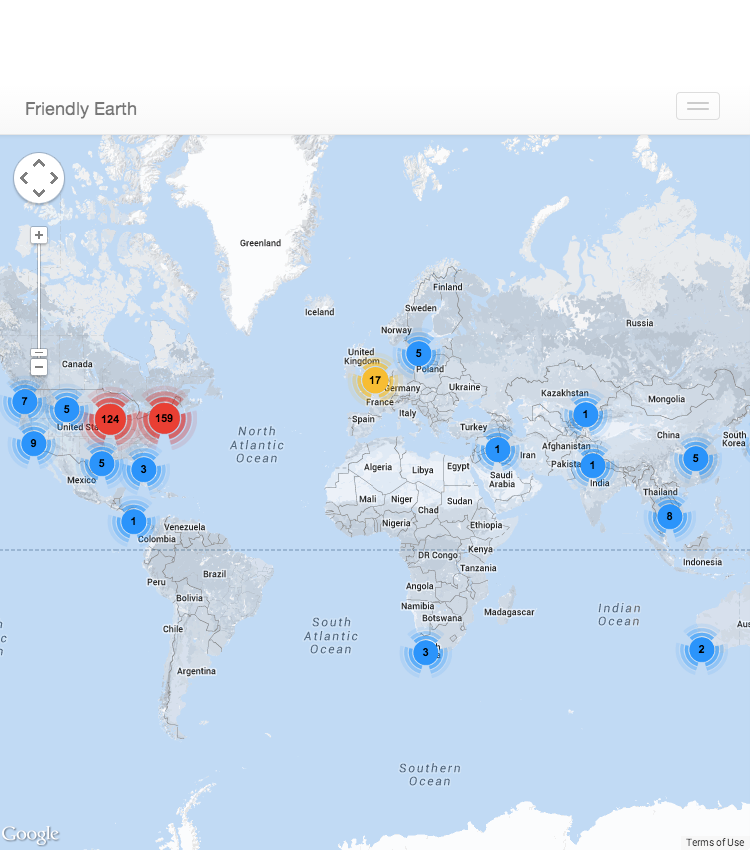 Friendly Earth
+
−
Greenland
Iceland
Finland
Sweden
Norway
Russia
Canada
United
Kingdom
5
Poland
17
Germany
Ukraine
France
Kazakhstan
Mongolia
7
5
124
159
United Sta
Spain
Italy
Turkey
1
China
South
Korea
9
North
Atlantic
Ocean
Afghanistan
1
Iran
5
3
Mexico
Algeria
Libya
Egypt
Saudi
Arabia
Pakista
1
India
5
Mali
Niger
Sudan
Thailand
1
Chad
8
Venezuela
Colombia
Nigeria
Ethiopia
DR Congo
Kenya
Indonesia
Brazil
Tanzania
Peru
Angola
Bolivia
Namibia
Madagascar
Indian
Ocean
Botswana
Chile
South
Atlantic
Ocean
Aus
3
2
Argentina
Southern
Ocean
Google
Terms of Use